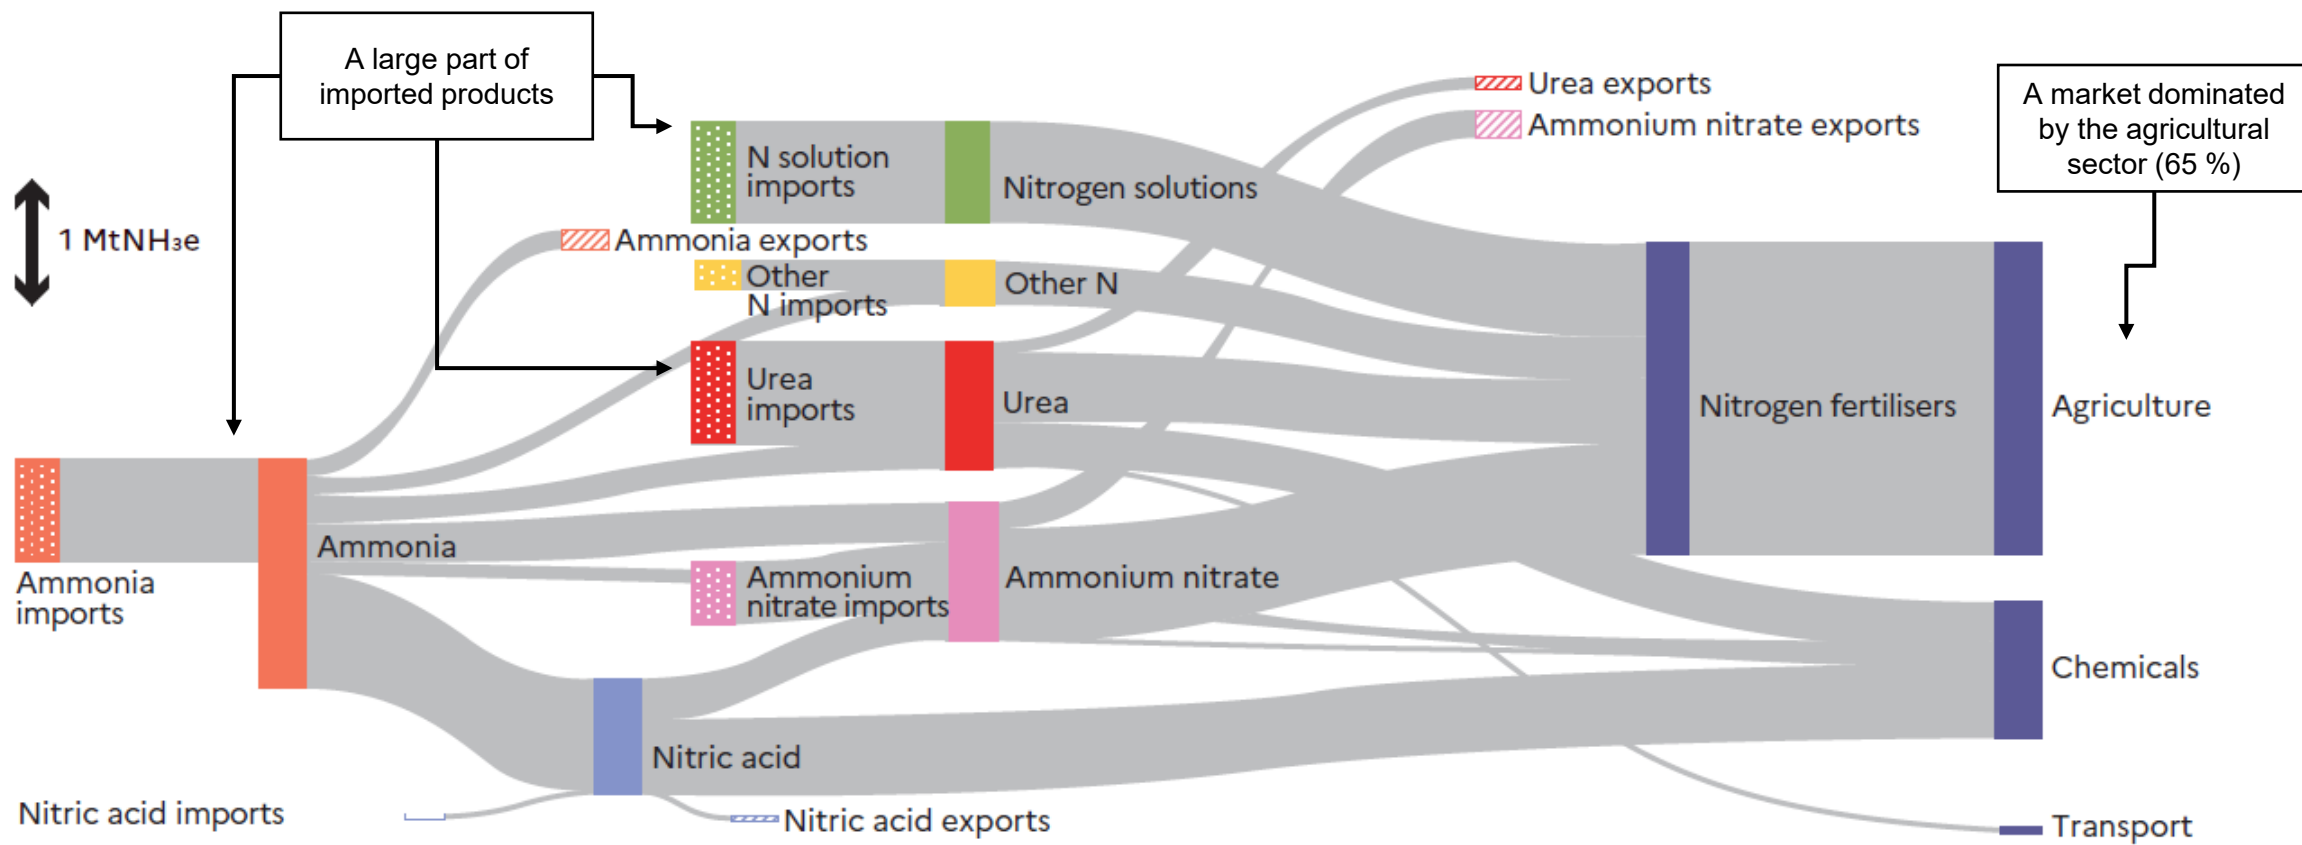 A large part of
imported products
Urea exports
Ammonium nitrate exports
A market dominated
by the agricultural
sector (65 %)
N solution
imports
Nitrogen solutions
1 MtNH₃e
Ammonia exports
Other
N imports
Other N
Urea
imports
Urea
Nitrogen fertilisers
Agriculture
Ammonia
Ammonia
imports
Ammonium
nitrate imports
Ammonium nitrate
Chemicals
Nitric acid
Nitric acid imports
Nitric acid exports
Transport